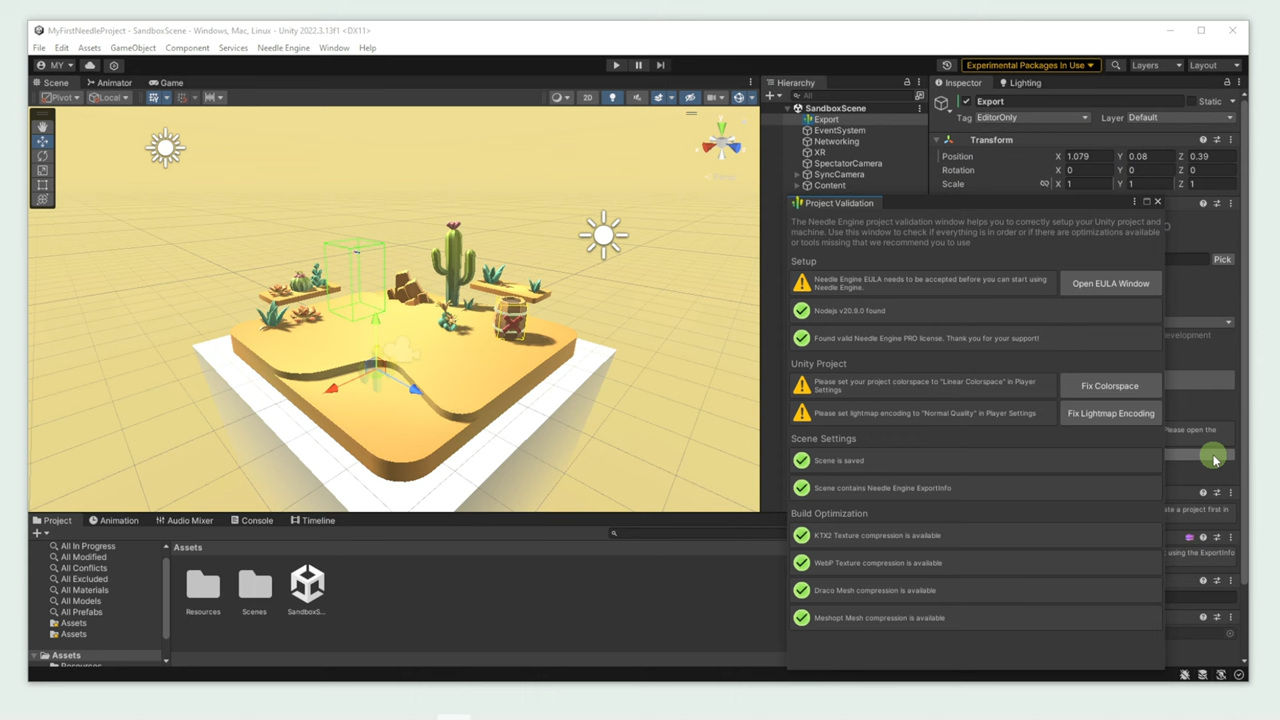 MyFirstNeedleProject - SandboxScene - Windows, Mac, Linux - Unity 2022.3.13f1 <DX11>
File Edit Assets GameObject Component Services Needle Engine Window Help
MY
Experimental Packages In Use
Layers
Layout
Scene
Animator
Game
Pivot
Local
2D
Hierarchy
All
SandboxScene
Export
EventSystem
Networking
XR
SpectatorCamera
SyncCamera
Content
Inspector
Lighting
Export
Static
Tag EditorOnly
Layer Default
Transform
Position X 1.079 Y 0.08 Z 0.39
Rotation X 0 Y 0 Z 0
Scale X 1 Y 1 Z 1
Pick
Project Validation
The Needle Engine project validation window helps you to correctly setup your Unity project and
machine. Use this window to check if everything is in order or if there are optimizations available
or tools missing that we recommend you to use
Setup
Needle Engine EULA needs to be accepted before you can start using
Needle Engine.
Open EULA Window
Nodejs v20.9.0 found
Found valid Needle Engine PRO license. Thank you for your support!
Unity Project
Please set your project colorspace to "Linear Colorspace" in Player
Settings
Fix Colorspace
Please set lightmap encoding to "Normal Quality" in Player Settings
Fix Lightmap Encoding
Scene Settings
Scene is saved
Scene contains Needle Engine ExportInfo
Build Optimization
KTX2 Texture compression is available
WebP Texture compression is available
Draco Mesh compression is available
Meshopt Mesh compression is available
development
Please open the
ate a project first in
using the ExportInfo
Project
Animation
Audio Mixer
Console
Timeline
All In Progress
All Modified
All Conflicts
All Excluded
All Materials
All Models
All Prefabs
Assets
Assets
Assets
Resources
Assets
Resources
Scenes
SandboxS...